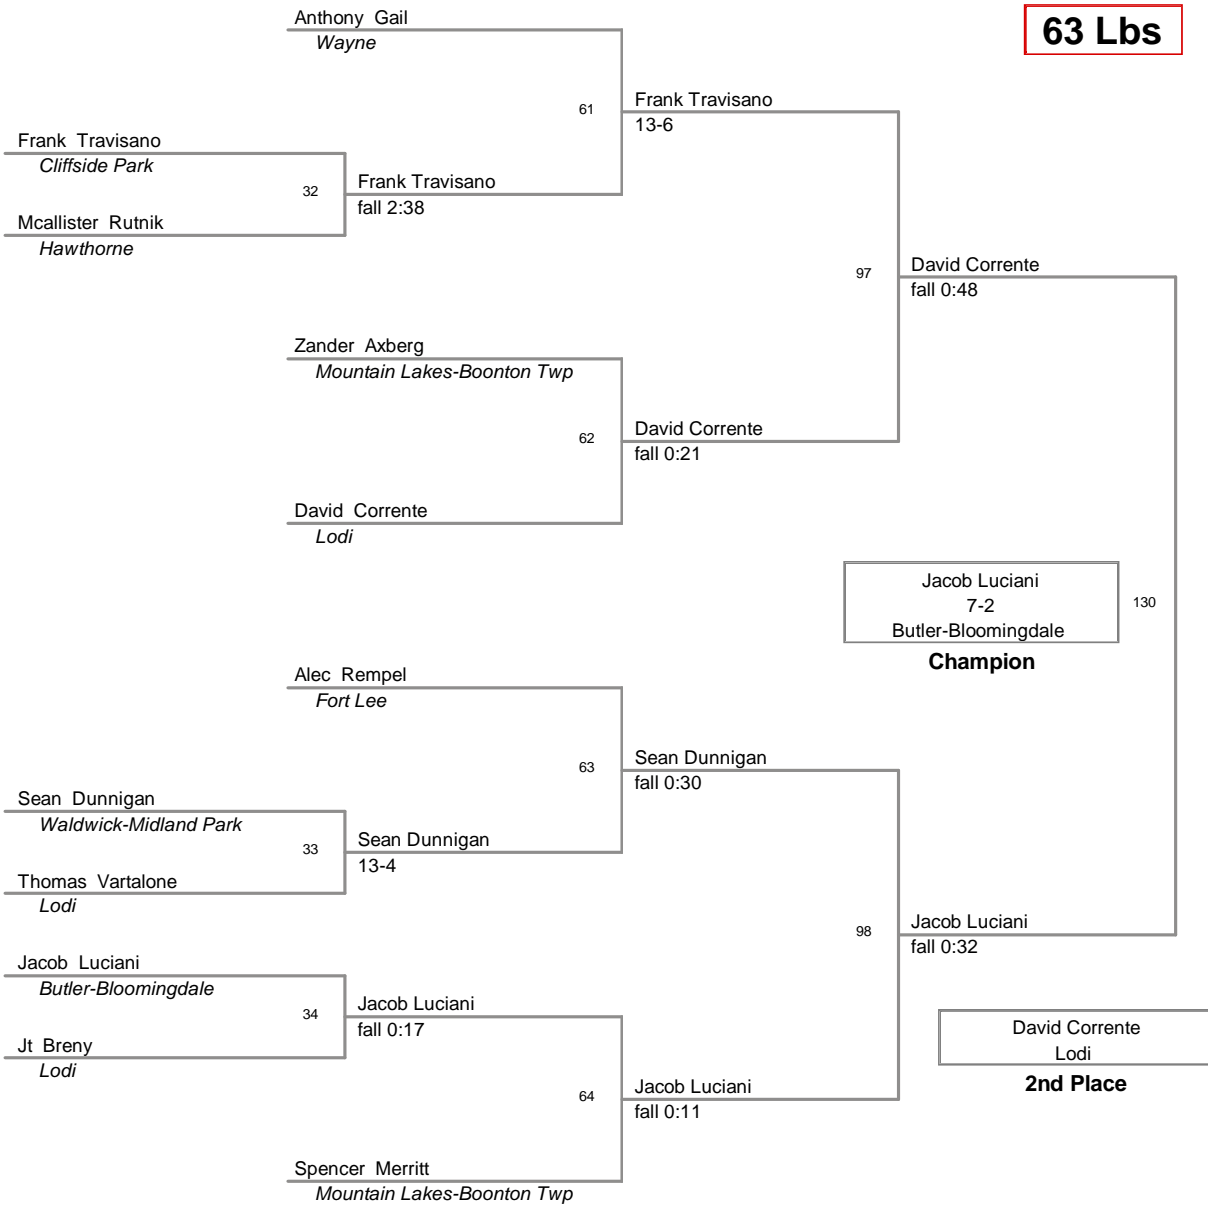 63 Lbs
Anthony Gail
Wayne
61
Frank Travisano
13-6
Frank Travisano
Cliffside Park
32
Frank Travisano
fall 2:38
Mcallister Rutnik
Hawthorne
97
David Corrente
fall 0:48
Zander Axberg
Mountain Lakes-Boonton Twp
62
David Corrente
fall 0:21
David Corrente
Lodi
Jacob Luciani
7-2
Butler-Bloomingdale
Champion
130
Alec Rempel
Fort Lee
63
Sean Dunnigan
fall 0:30
Sean Dunnigan
Waldwick-Midland Park
33
Sean Dunnigan
13-4
Thomas Vartalone
Lodi
98
Jacob Luciani
fall 0:32
Jacob Luciani
Butler-Bloomingdale
34
Jacob Luciani
fall 0:17
Jt Breny
Lodi
David Corrente
Lodi
2nd Place
64
Jacob Luciani
fall 0:11
Spencer Merritt
Mountain Lakes-Boonton Twp